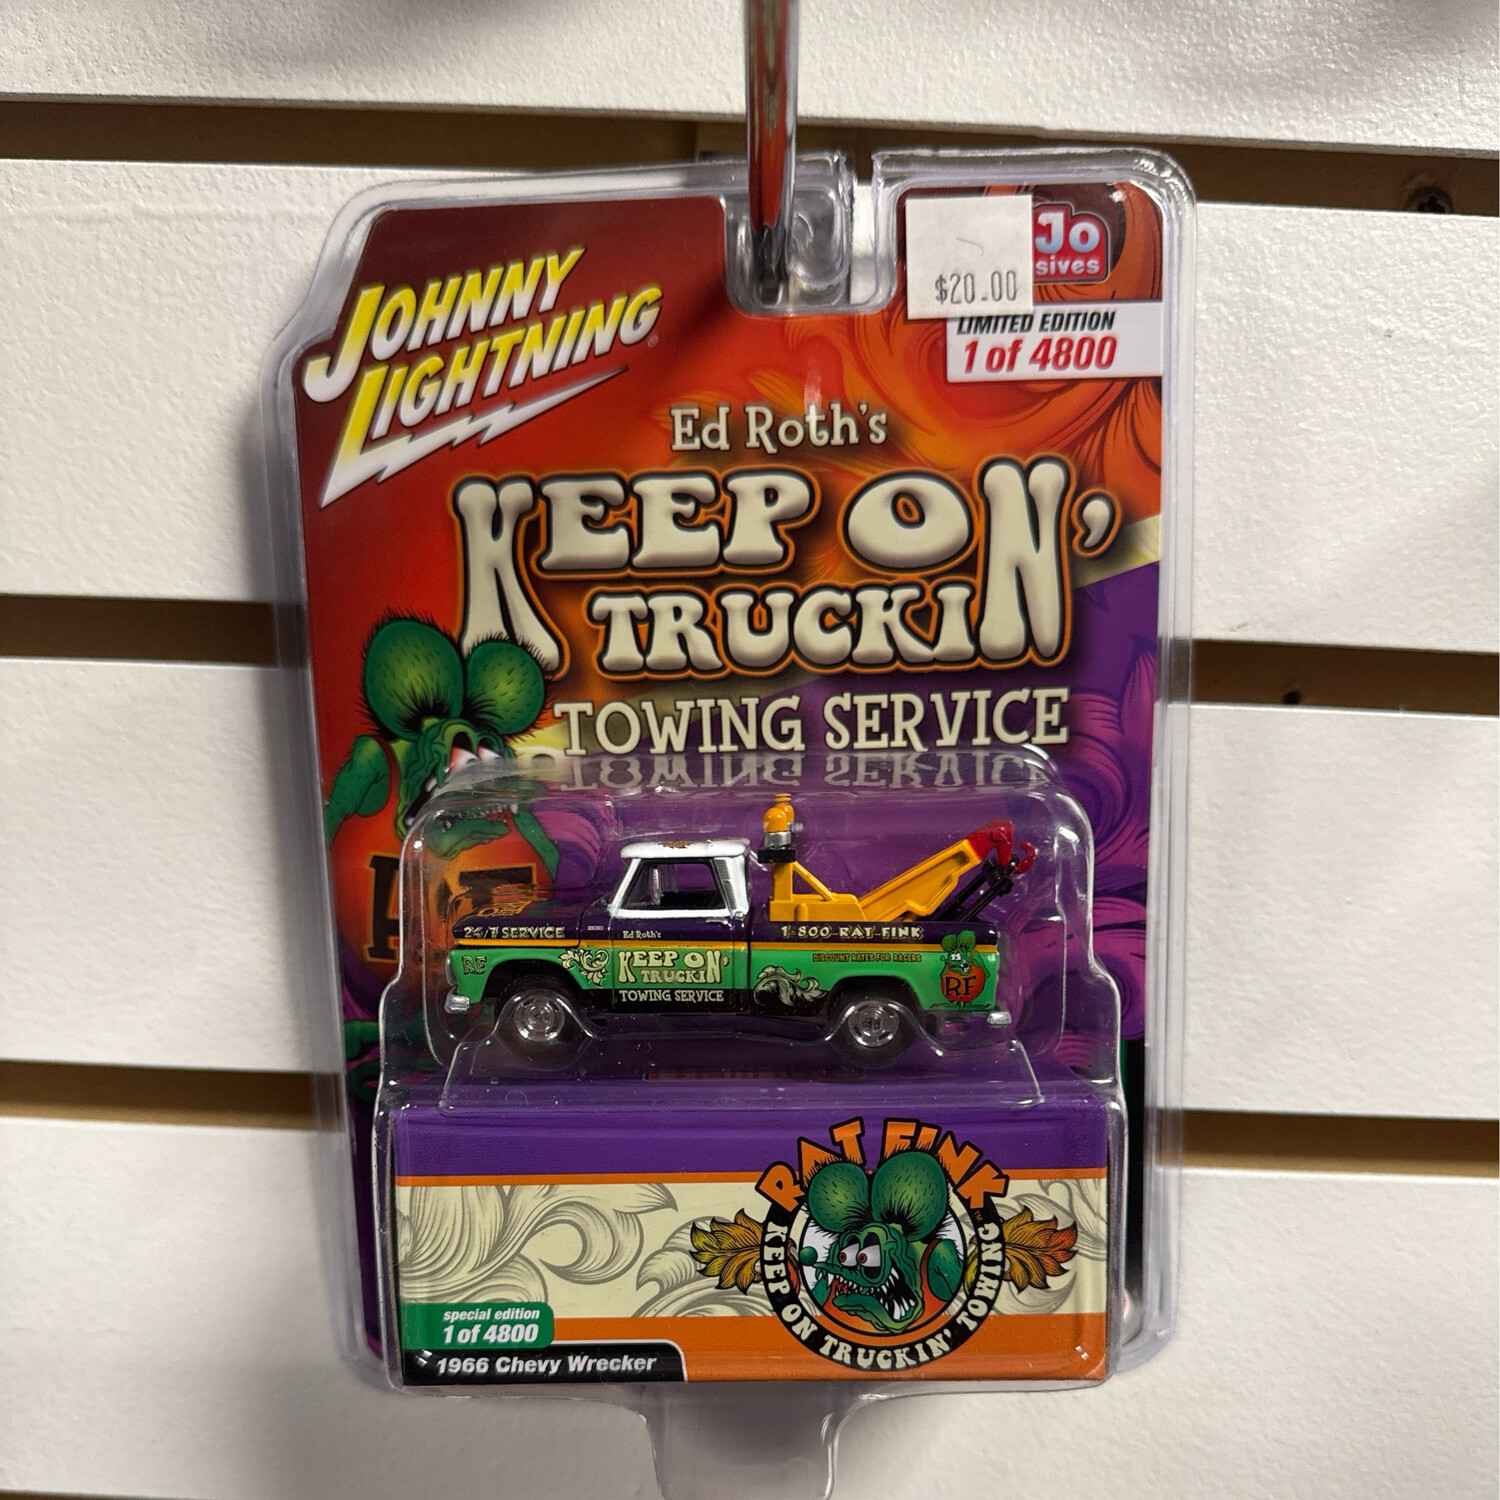 JOHNNY
LIGHTNING
Jo
sives
$20.00
LIMITED EDITION
1 of 4800
Ed Roth's
KEEP ON'
TRUCKIN
TOWING SERVICE
24/7 SERVICE
Ed Roth's
1-800-RAT-FINK
RF
KEEP ON'
TRUCKIN
DISCOUNT RATES FOR RACERS
RF
TOWING SERVICE
RAT FINK
KEEP ON TRUCKIN' TOWING
special edition
1 of 4800
1966 Chevy Wrecker